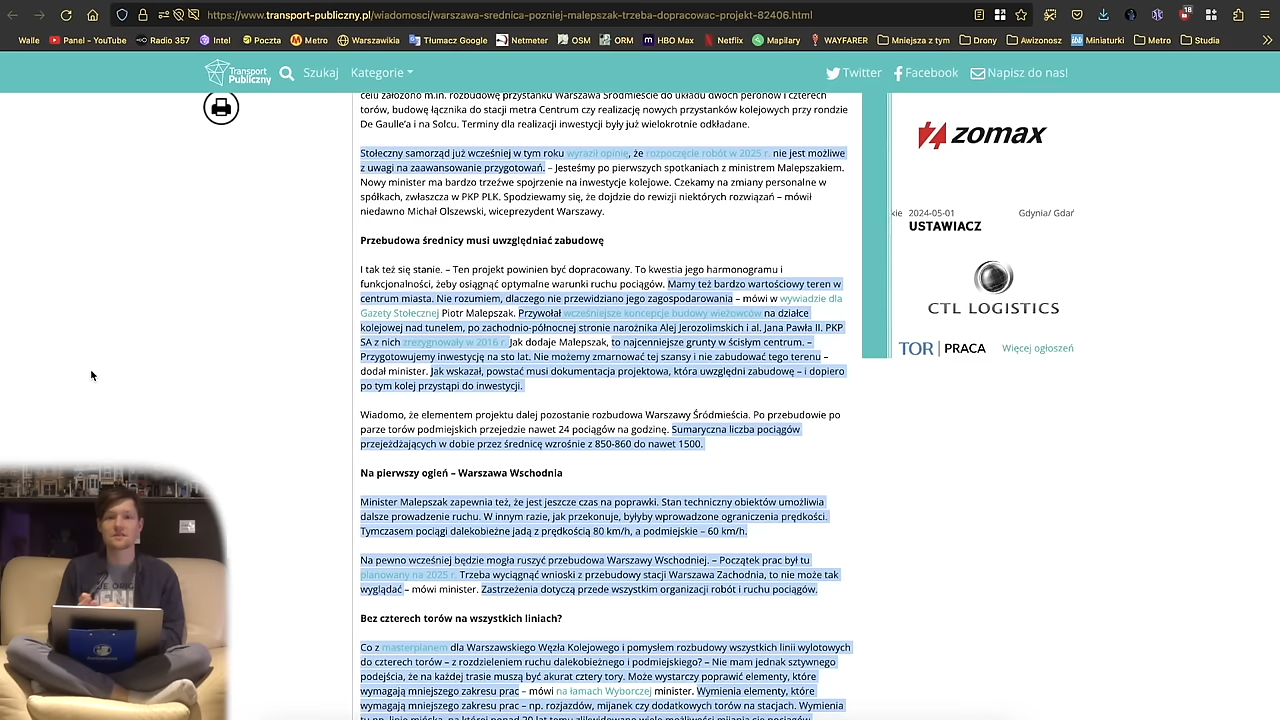 https://www.transport-publiczny.pl/wiadomosci/warszawa-srednica-pozniej-malepszak-trzeba-dopracowac-projekt-82406.html
18
Walle Panel - YouTube Radio 357 Intel Poczta Metro Warszawikia Tłumacz Google Netmeter OSM ORM HBO Max Netflix Mapilary WAYFARER Mniejsza z tym Drony Awizonosz Miniaturki Metro Studia
Transport Publiczny Szukaj Kategorie Twitter Facebook Napisz do nas!
celu założono m.in. rozbudowę przystanku Warszawa Śródmieście do układu dwóch peronów i czterech
torów, budowę łącznika do stacji metra Centrum czy realizację nowych przystanków kolejowych przy rondzie
De Gaulle'a i na Solcu. Terminy dla realizacji inwestycji były już wielokrotnie odkładane.
Stołeczny samorząd już wcześniej w tym roku wyraził opinię, że rozpoczęcie robót w 2025 r. nie jest możliwe
z uwagi na zaawansowanie przygotowań. – Jesteśmy po pierwszych spotkaniach z ministrem Malepszakiem.
Nowy minister ma bardzo trzeźwe spojrzenie na inwestycje kolejowe. Czekamy na zmiany personalne w
spółkach, zwłaszcza w PKP PLK. Spodziewamy się, że dojdzie do rewizji niektórych rozwiązań – mówił
niedawno Michał Olszewski, wiceprezydent Warszawy.
Przebudowa średnicy musi uwzględniać zabudowę
I tak też się stanie. – Ten projekt powinien być dopracowany. To kwestia jego harmonogramu i
funkcjonalności, żeby osiągnąć optymalne warunki ruchu pociągów. Mamy też bardzo wartościowy teren w
centrum miasta. Nie rozumiem, dlaczego nie przewidziano jego zagospodarowania – mówi w wywiadzie dla
Gazety Stołecznej Piotr Malepszak. Przywołał wcześniejsze koncepcje budowy wieżowców na działce
kolejowej nad tunelem, po zachodnio-północnej stronie narożnika Alej Jerozolimskich i al. Jana Pawła II. PKP
SA z nich zrezygnowały w 2016 r. Jak dodaje Malepszak, to najcenniejsze grunty w ścisłym centrum. –
Przygotowujemy inwestycję na sto lat. Nie możemy zmarnować tej szansy i nie zabudować tego terenu –
dodał minister. Jak wskazał, powstać musi dokumentacja projektowa, która uwzględni zabudowę – i dopiero
po tym kolej przystąpi do inwestycji.
Wiadomo, że elementem projektu dalej pozostanie rozbudowa Warszawy Śródmieścia. Po przebudowie po
parze torów podmiejskich przejedzie nawet 24 pociągów na godzinę. Sumaryczna liczba pociągów
przejeżdżających w dobie przez średnicę wzrośnie z 850-860 do nawet 1500.
Na pierwszy ogień – Warszawa Wschodnia
Minister Malepszak zapewnia też, że jest jeszcze czas na poprawki. Stan techniczny obiektów umożliwia
dalsze prowadzenie ruchu. W innym razie, jak przekonuje, byłyby wprowadzone ograniczenia prędkości.
Tymczasem pociągi dalekobieżne jadą z prędkością 80 km/h, a podmiejskie – 60 km/h.
Na pewno wcześniej będzie mogła ruszyć przebudowa Warszawy Wschodniej. – Początek prac był tu
planowany na 2025 r. Trzeba wyciągnąć wnioski z przebudowy stacji Warszawa Zachodnia, to nie może tak
wyglądać – mówi minister. Zastrzeżenia dotyczą przede wszystkim organizacji robót i ruchu pociągów.
Bez czterech torów na wszystkich liniach?
Co z masterplanem dla Warszawskiego Węzła Kolejowego i pomysłem rozbudowy wszystkich linii wylotowych
do czterech torów – z rozdzieleniem ruchu dalekobieżnego i podmiejskiego? – Nie mam jednak sztywnego
podejścia, że na każdej trasie muszą być akurat cztery tory. Może wystarczy poprawić elementy, które
wymagają mniejszego zakresu prac – mówi na łamach Wyborczej minister. Wymienia elementy, które
wymagają mniejszego zakresu prac – np. rozjazdów, mijanek czy dodatkowych torów na stacjach. Wymienia
zomax
kie 2024-05-01 Gdynia/ Gdań
USTAWIACZ
CTL LOGISTICS
TOR PRACA Więcej ogłoszeń